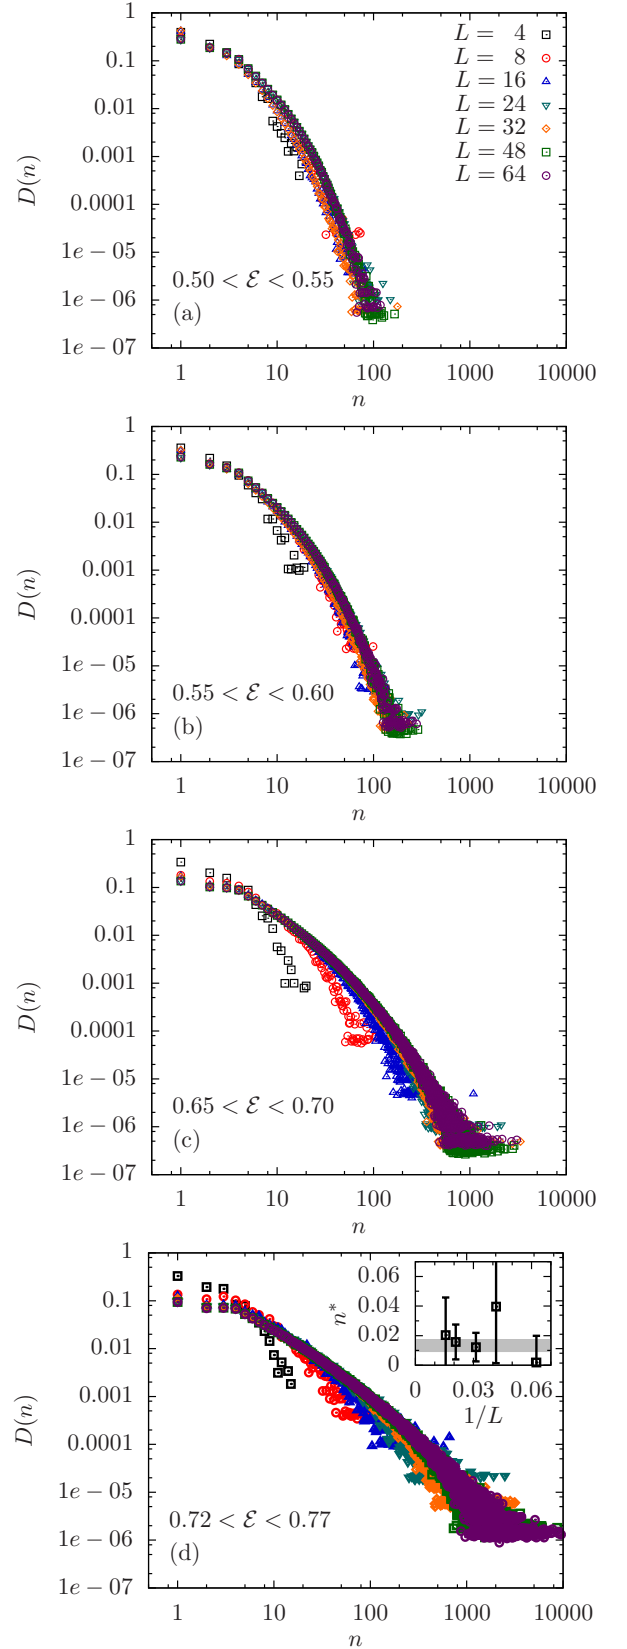 1
0.1
0.01
0.001
0.0001
1e − 05
1e − 06
1e − 07
D(n)
L = 4
L = 8
L = 16
L = 24
L = 32
L = 48
L = 64
0.50 < ℰ < 0.55
(a)
1 10 100 1000 10000
n
1
0.1
0.01
0.001
0.0001
1e − 05
1e − 06
1e − 07
D(n)
0.55 < ℰ < 0.60
(b)
1 10 100 1000 10000
n
1
0.1
0.01
0.001
0.0001
1e − 05
1e − 06
1e − 07
D(n)
0.65 < ℰ < 0.70
(c)
1 10 100 1000 10000
n
1
0.1
0.01
0.001
0.0001
1e − 05
1e − 06
1e − 07
D(n)
0.06
0.04
0.02
0
n*
0 0.03 0.06
1/L
0.72 < ℰ < 0.77
(d)
1 10 100 1000 10000
n